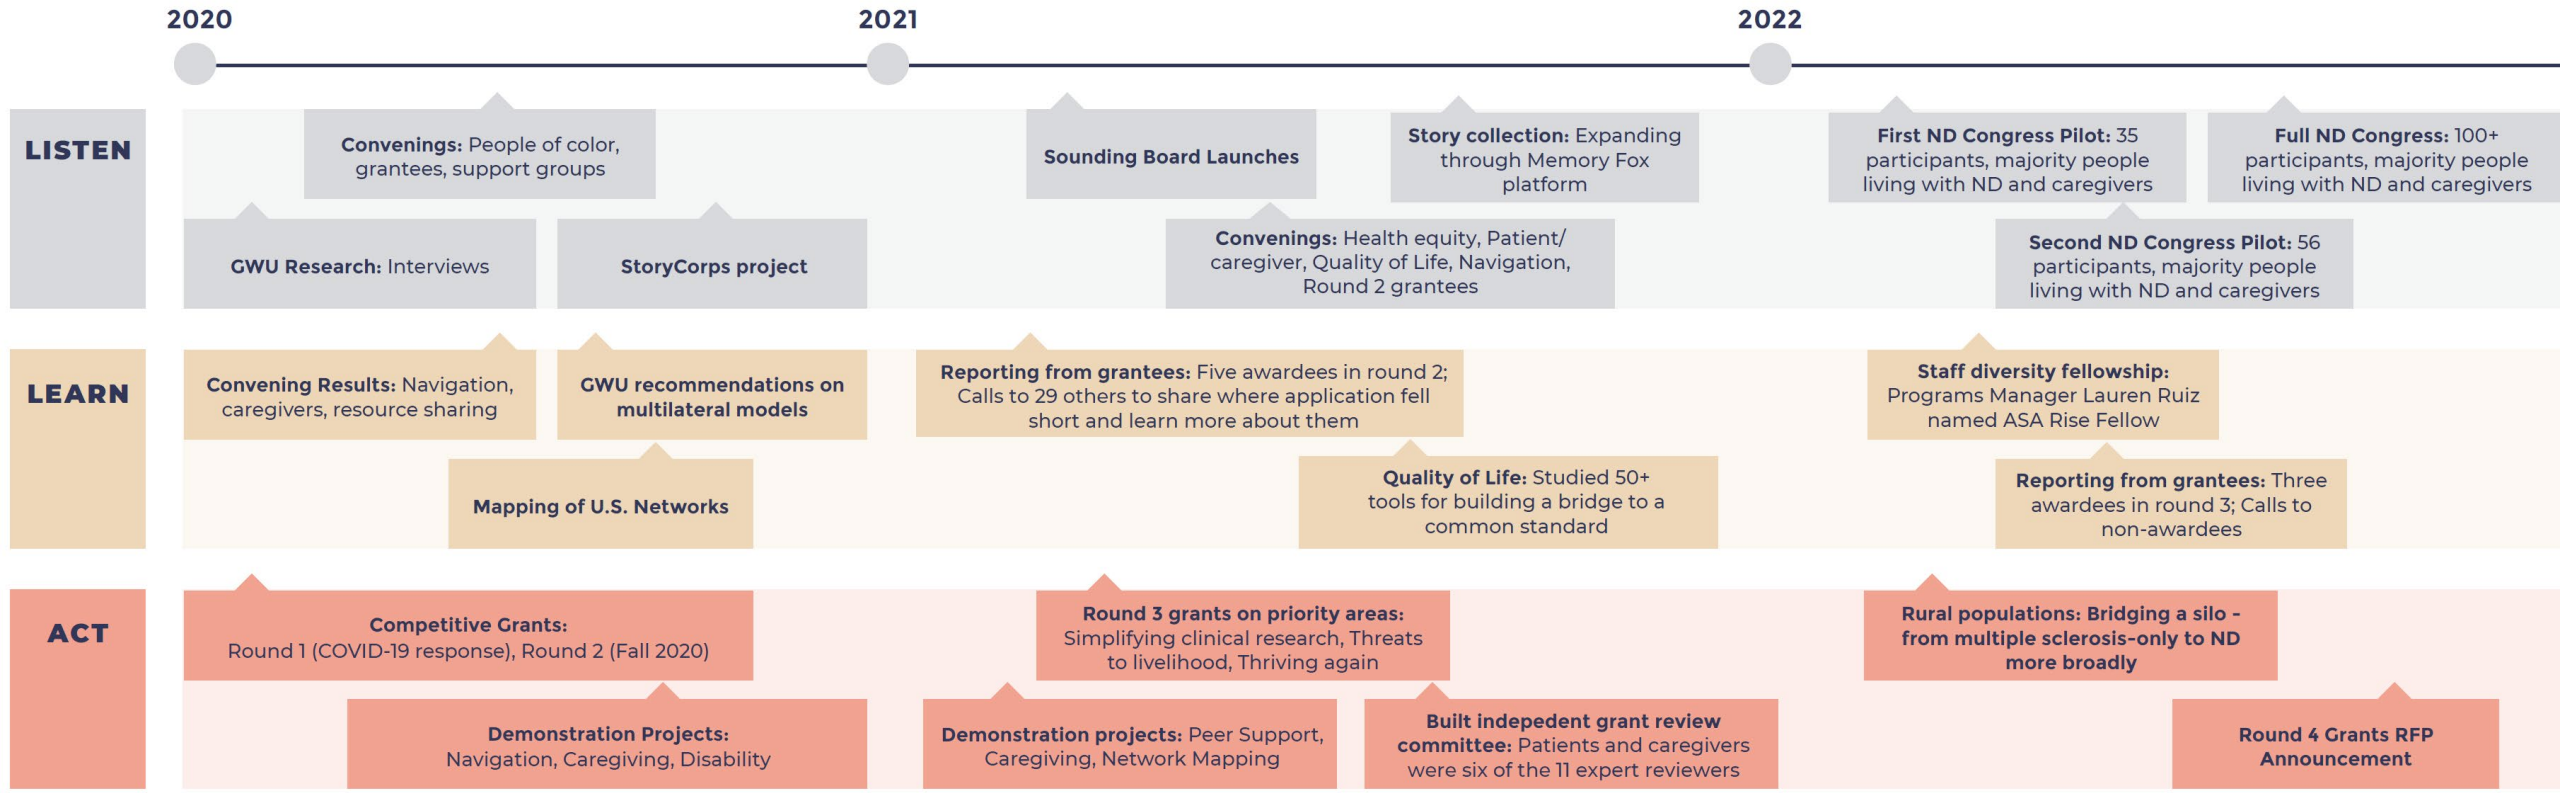 2020
2021
2022
LISTEN
Convenings: People of color,
grantees, support groups
Sounding Board Launches
Story collection: Expanding
through Memory Fox
platform
First ND Congress Pilot: 35
participants, majority people
living with ND and caregivers
Full ND Congress: 100+
participants, majority people
living with ND and caregivers
GWU Research: Interviews
StoryCorps project
Convenings: Health equity, Patient/
caregiver, Quality of Life, Navigation,
Round 2 grantees
Second ND Congress Pilot: 56
participants, majority people
living with ND and caregivers
LEARN
Convening Results: Navigation,
caregivers, resource sharing
GWU recommendations on
multilateral models
Reporting from grantees: Five awardees in round 2;
Calls to 29 others to share where application fell
short and learn more about them
Staff diversity fellowship:
Programs Manager Lauren Ruiz
named ASA Rise Fellow
Mapping of U.S. Networks
Quality of Life: Studied 50+
tools for building a bridge to a
common standard
Reporting from grantees: Three
awardees in round 3; Calls to
non-awardees
ACT
Competitive Grants:
Round 1 (COVID-19 response), Round 2 (Fall 2020)
Round 3 grants on priority areas:
Simplifying clinical research, Threats
to livelihood, Thriving again
Rural populations: Bridging a silo -
from multiple sclerosis-only to ND
more broadly
Demonstration Projects:
Navigation, Caregiving, Disability
Demonstration projects: Peer Support,
Caregiving, Network Mapping
Built indepedent grant review
committee: Patients and caregivers
were six of the 11 expert reviewers
Round 4 Grants RFP
Announcement